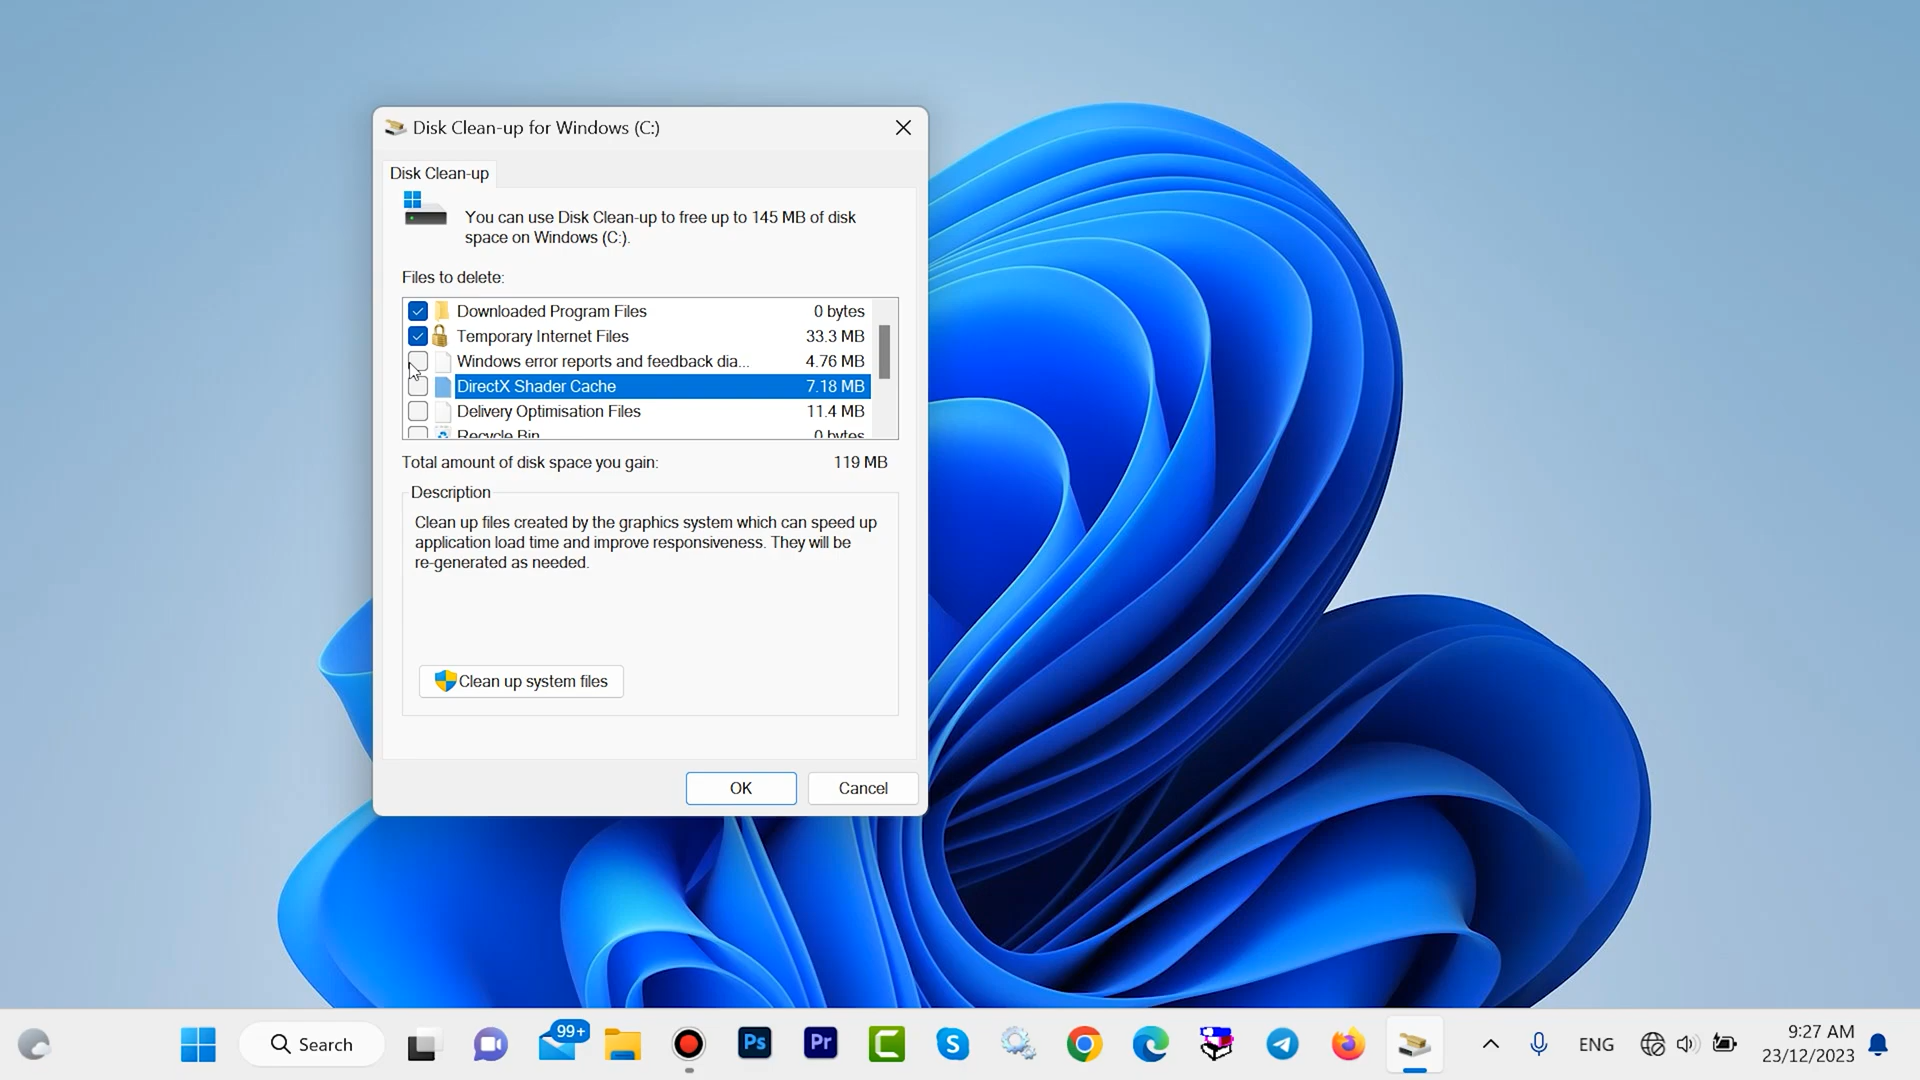 Disk Clean-up for Windows (C:)
Disk Clean-up
You can use Disk Clean-up to free up to 145 MB of disk
space on Windows (C:).
Files to delete:
Downloaded Program Files 0 bytes
Temporary Internet Files 33.3 MB
Windows error reports and feedback dia... 4.76 MB
DirectX Shader Cache 7.18 MB
Delivery Optimisation Files 11.4 MB
Recycle Bin 0 bytes
Total amount of disk space you gain: 119 MB
Description
Clean up files created by the graphics system which can speed up
application load time and improve responsiveness. They will be
re-generated as needed.
Clean up system files
OK Cancel
Search 99+ Ps Pr C S ENG 9:27 AM
23/12/2023